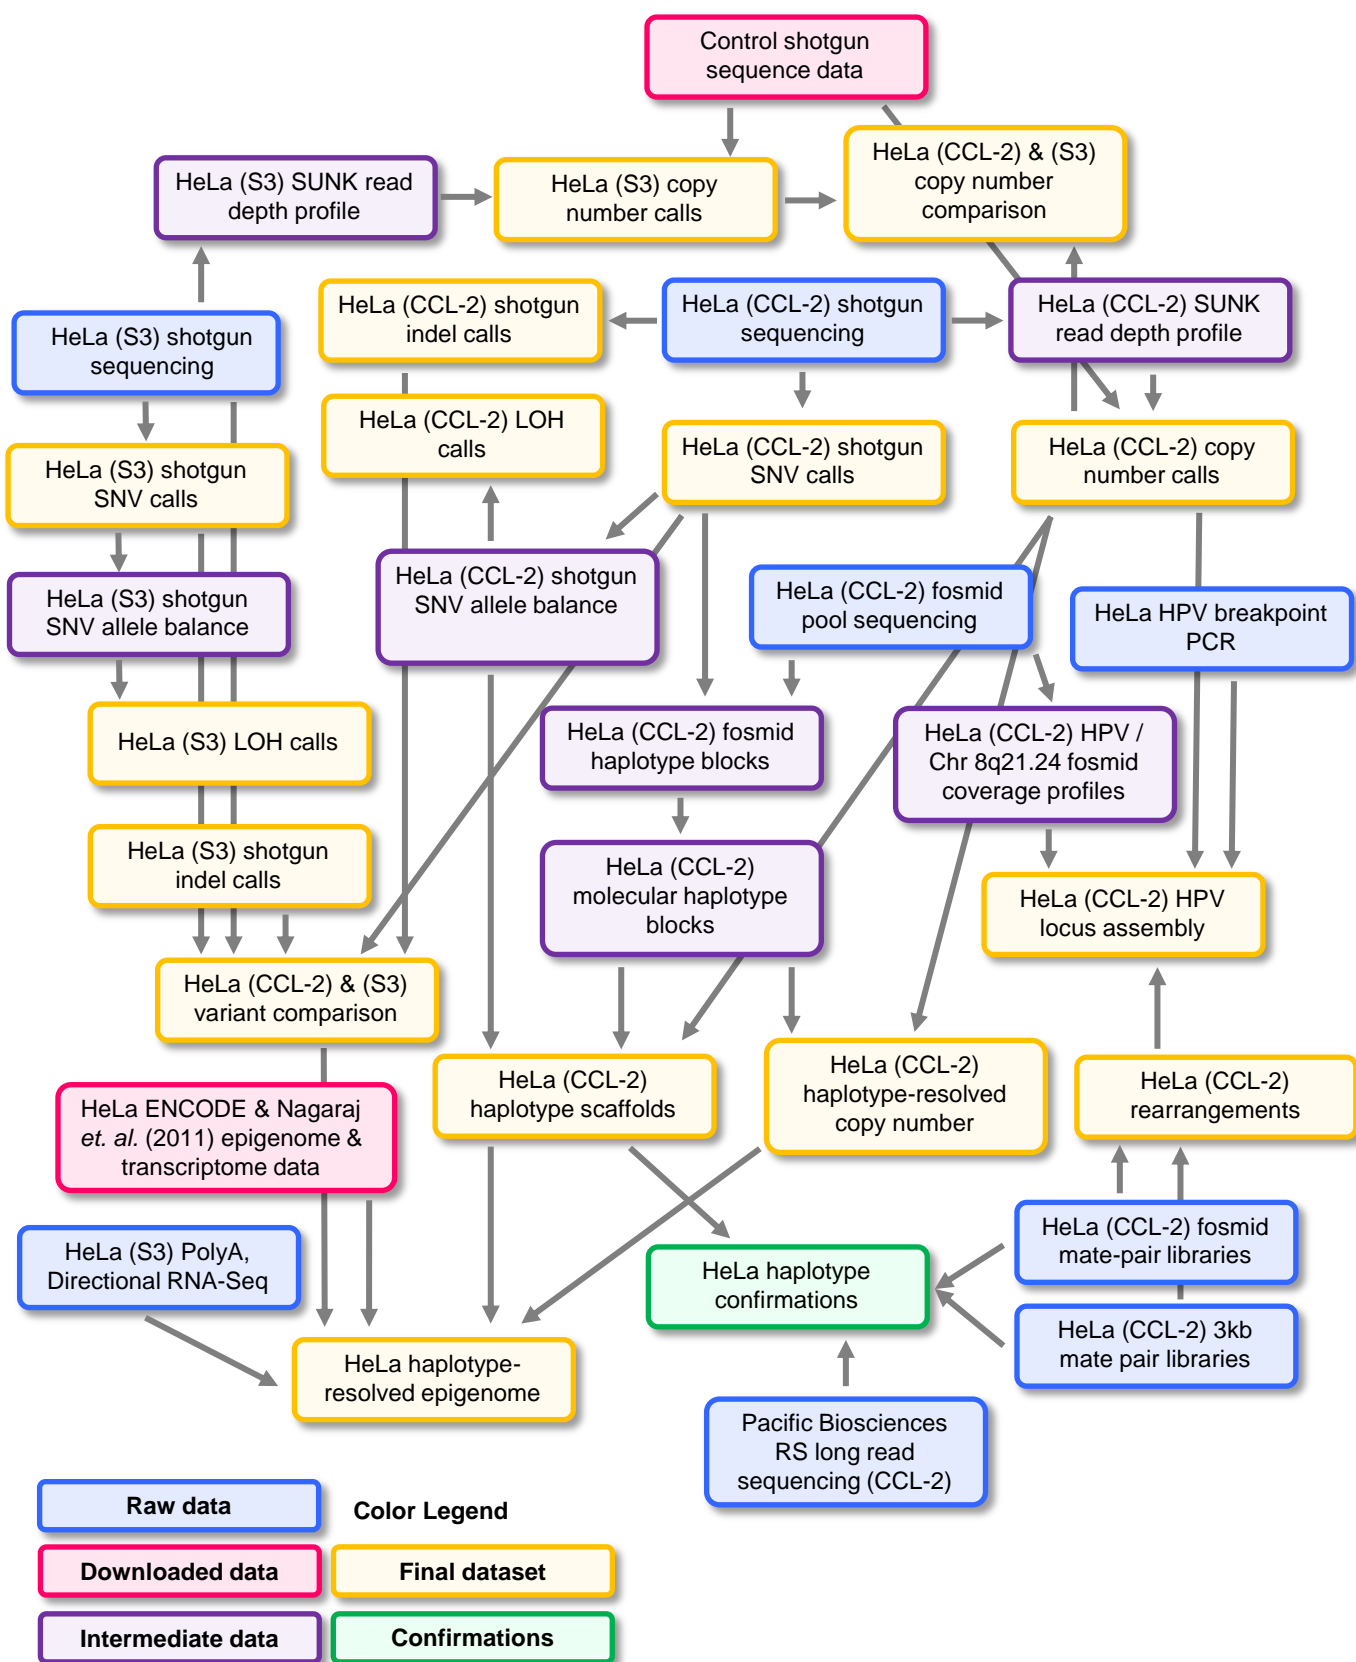 Control shotgun
sequence data
HeLa (CCL-2) & (S3)
copy number
comparison
HeLa (S3) SUNK read
depth profile
HeLa (S3) copy
number calls
HeLa (CCL-2) shotgun
indel calls
HeLa (CCL-2) shotgun
sequencing
HeLa (CCL-2) SUNK
read depth profile
HeLa (S3) shotgun
sequencing
HeLa (CCL-2) LOH
calls
HeLa (CCL-2) shotgun
SNV calls
HeLa (CCL-2) copy
number calls
HeLa (S3) shotgun
SNV calls
HeLa (S3) shotgun
SNV allele balance
HeLa (CCL-2) shotgun
SNV allele balance
HeLa (CCL-2) fosmid
pool sequencing
HeLa HPV breakpoint
PCR
HeLa (S3) LOH calls
HeLa (CCL-2) fosmid
haplotype blocks
HeLa (CCL-2) HPV /
Chr 8q21.24 fosmid
coverage profiles
HeLa (S3) shotgun
indel calls
HeLa (CCL-2)
molecular haplotype
blocks
HeLa (CCL-2) HPV
locus assembly
HeLa (CCL-2) & (S3)
variant comparison
HeLa (CCL-2)
haplotype scaffolds
HeLa (CCL-2)
haplotype-resolved
copy number
HeLa (CCL-2)
rearrangements
HeLa ENCODE & Nagaraj
et. al. (2011) epigenome &
transcriptome data
HeLa (S3) PolyA,
Directional RNA-Seq
HeLa haplotype
confirmations
HeLa (CCL-2) fosmid
mate-pair libraries
HeLa (CCL-2) 3kb
mate pair libraries
HeLa haplotype-
resolved epigenome
Pacific Biosciences
RS long read
sequencing (CCL-2)
Raw data
Color Legend
Downloaded data
Final dataset
Intermediate data
Confirmations